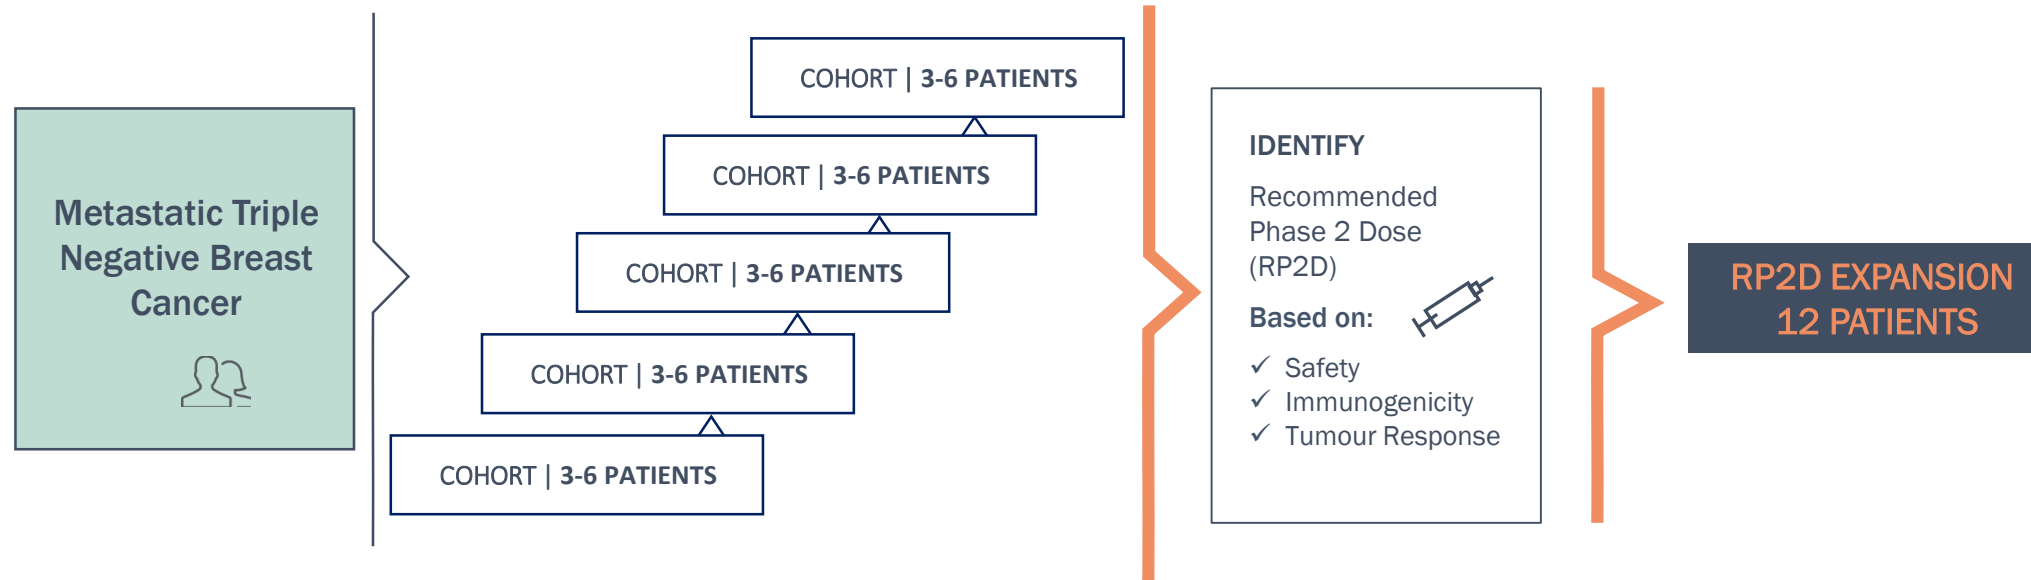 Metastatic Triple
Negative Breast
Cancer
COHORT | 3-6 PATIENTS
COHORT | 3-6 PATIENTS
COHORT | 3-6 PATIENTS
COHORT | 3-6 PATIENTS
COHORT | 3-6 PATIENTS
IDENTIFY
Recommended
Phase 2 Dose
(RP2D)
Based on:
✓ Safety
✓ Immunogenicity
✓ Tumour Response
RP2D EXPANSION
12 PATIENTS